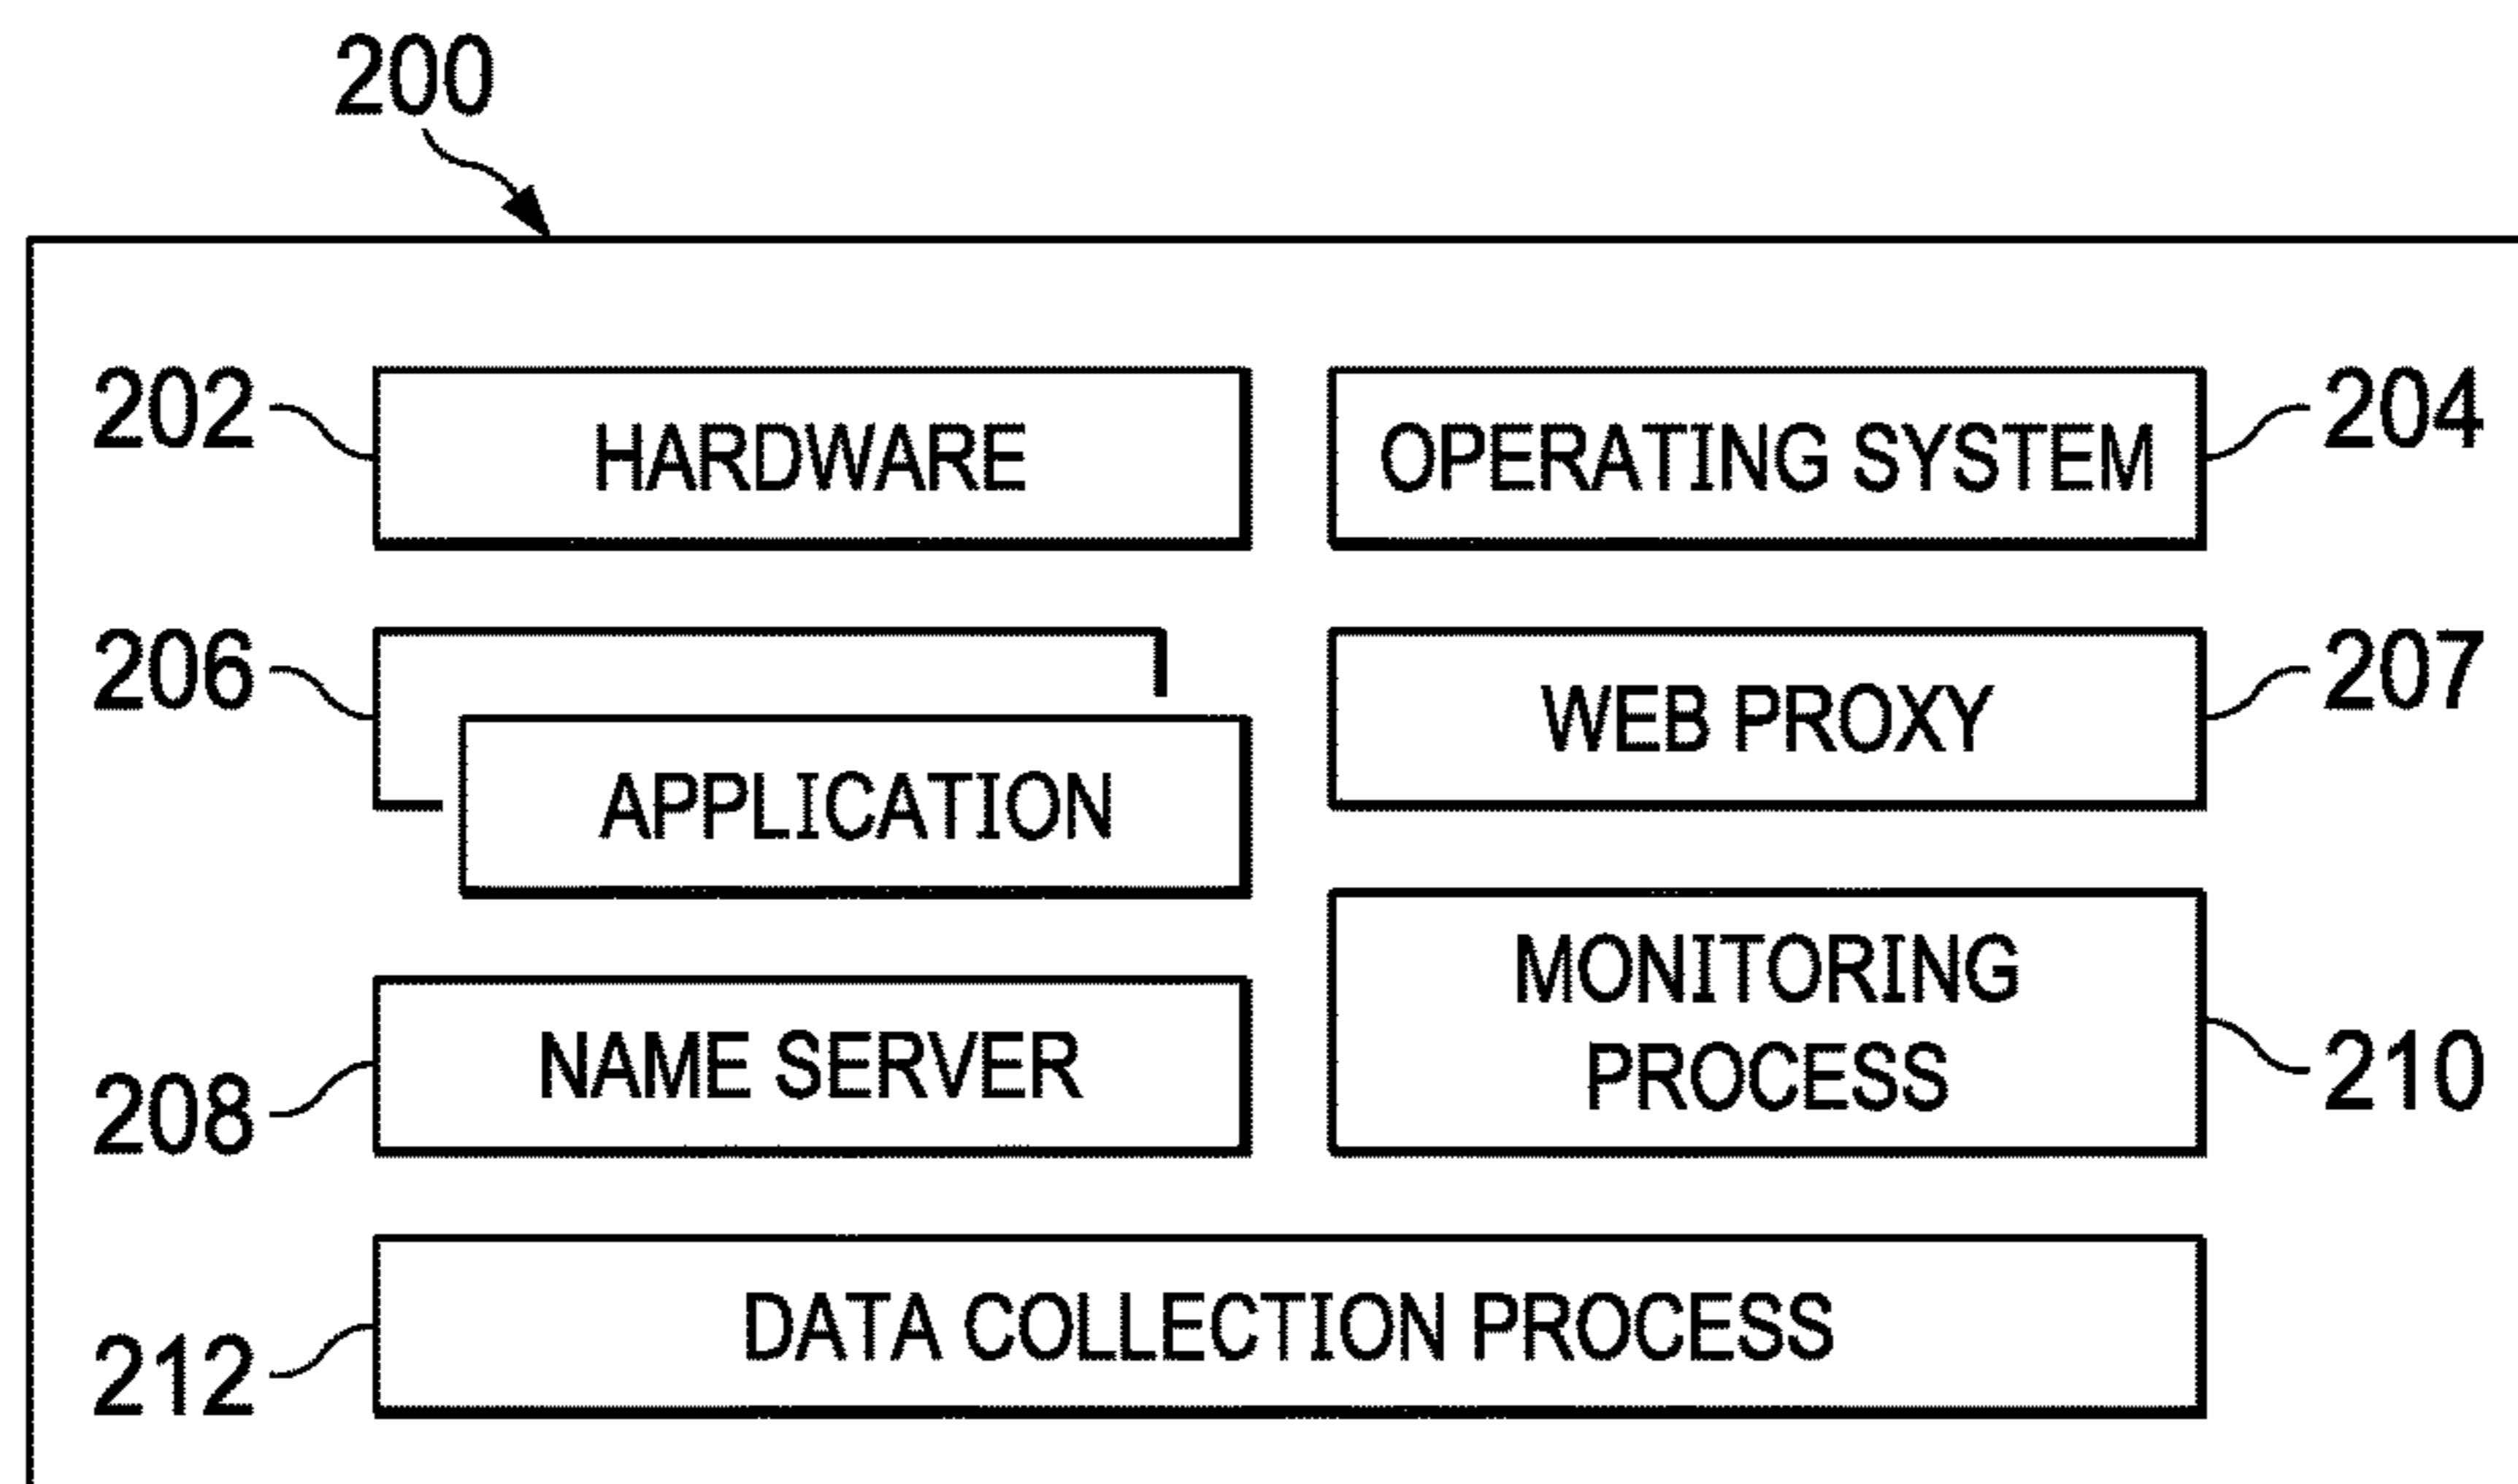 200
202 HARDWARE OPERATING SYSTEM 204
206 WEB PROXY 207
APPLICATION
MONITORING
PROCESS 210
208 NAME SERVER
212 DATA COLLECTION PROCESS